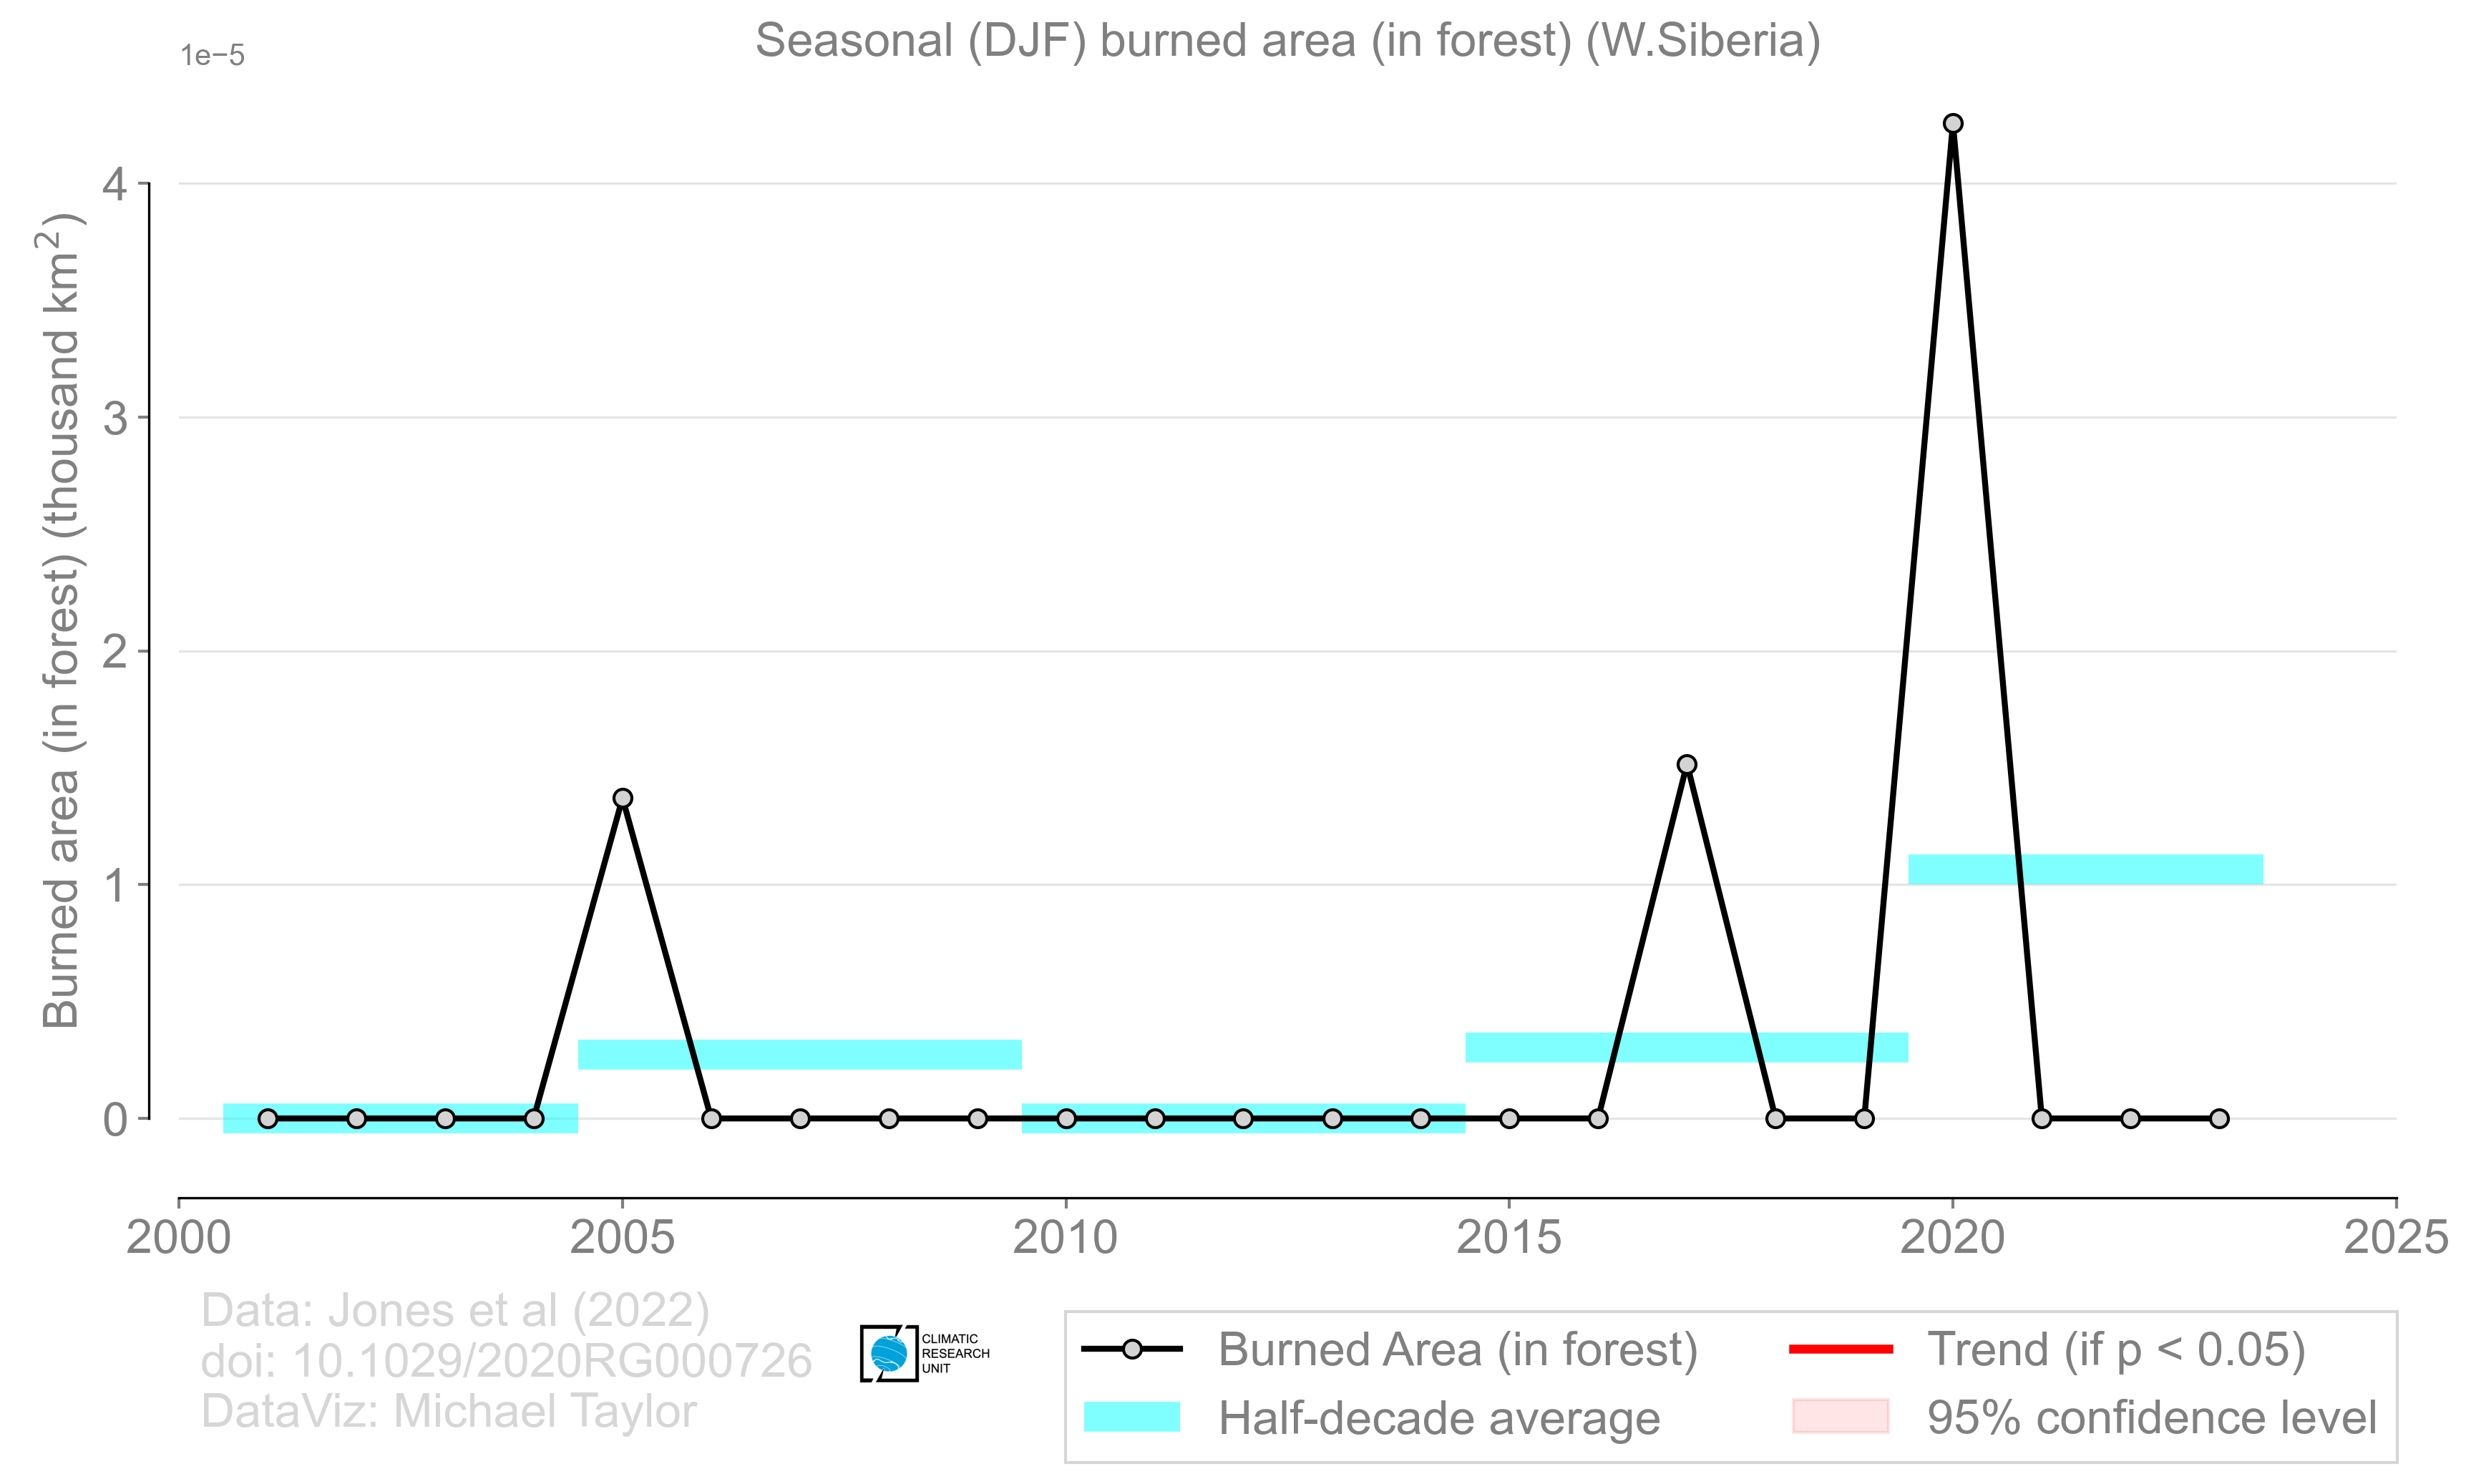 Seasonal (DJF) burned area (in forest) (W.Siberia)
1e−5
Burned area (in forest) (thousand km²)
4
3
2
1
0
2000 2005 2010 2015 2020 2025
Data: Jones et al (2022)
doi: 10.1029/2020RG000726
DataViz: Michael Taylor
CLIMATIC
RESEARCH
UNIT
Burned Area (in forest)
Half-decade average
Trend (if p < 0.05)
95% confidence level